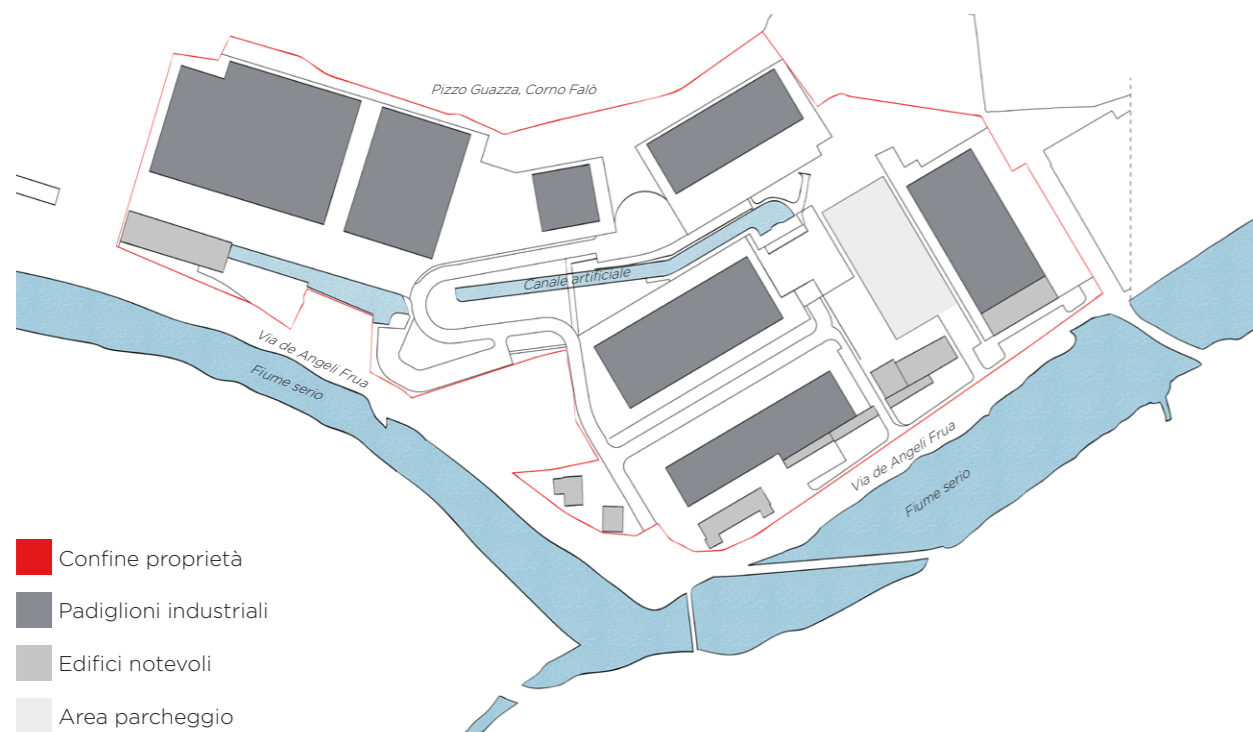 Pizzo Guazza, Corno Falò
Canale artificiale
Via de Angeli Frua
Fiume serio
Via de Angeli Frua
Fiume serio
Confine proprietà
Padiglioni industriali
Edifici notevoli
Area parcheggio